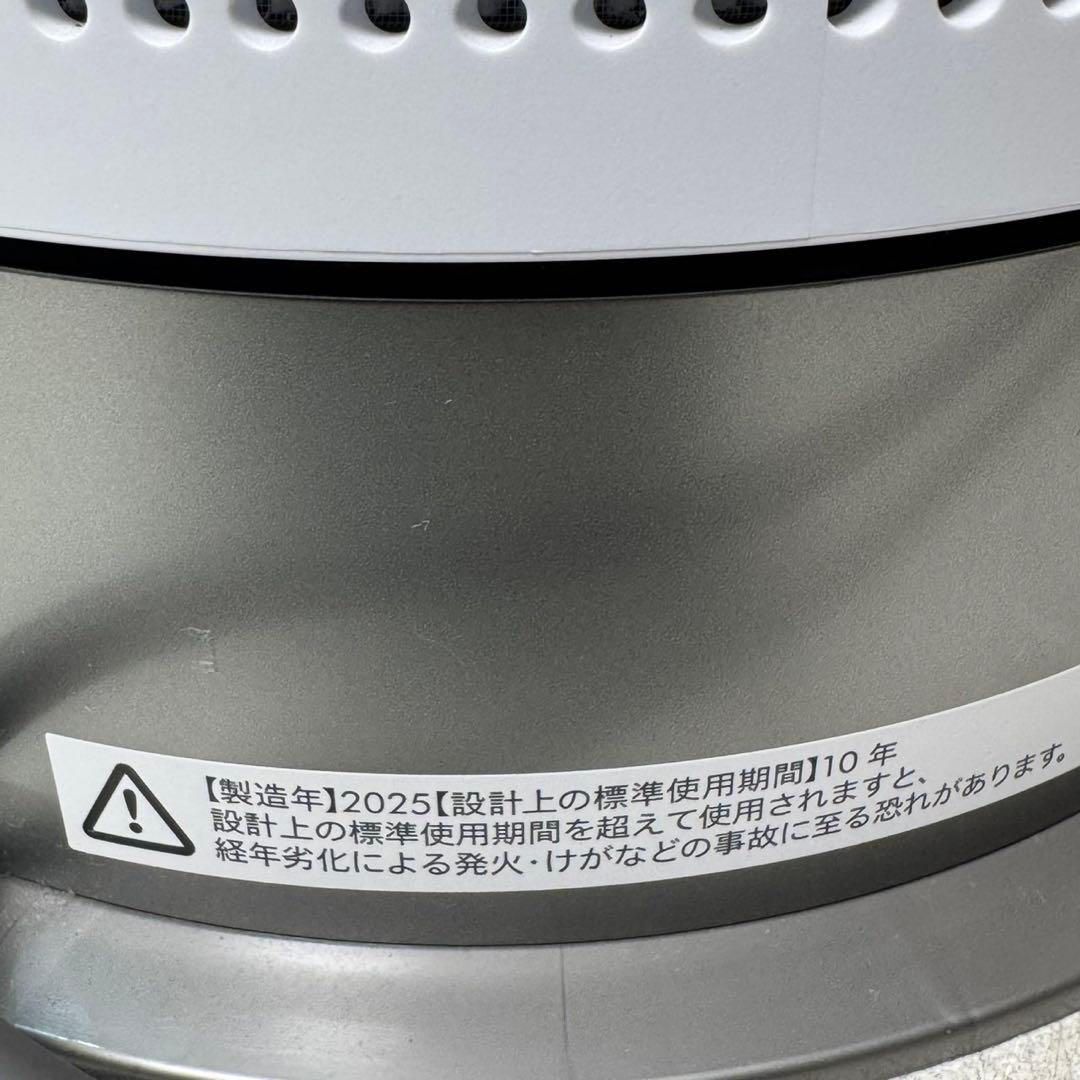 【製造年】2025【設計上の標準使用期間】10 年
設計上の標準使用期間を超えて使用されますと、
経年劣化による発火・けがなどの事故に至る恐れがあります。